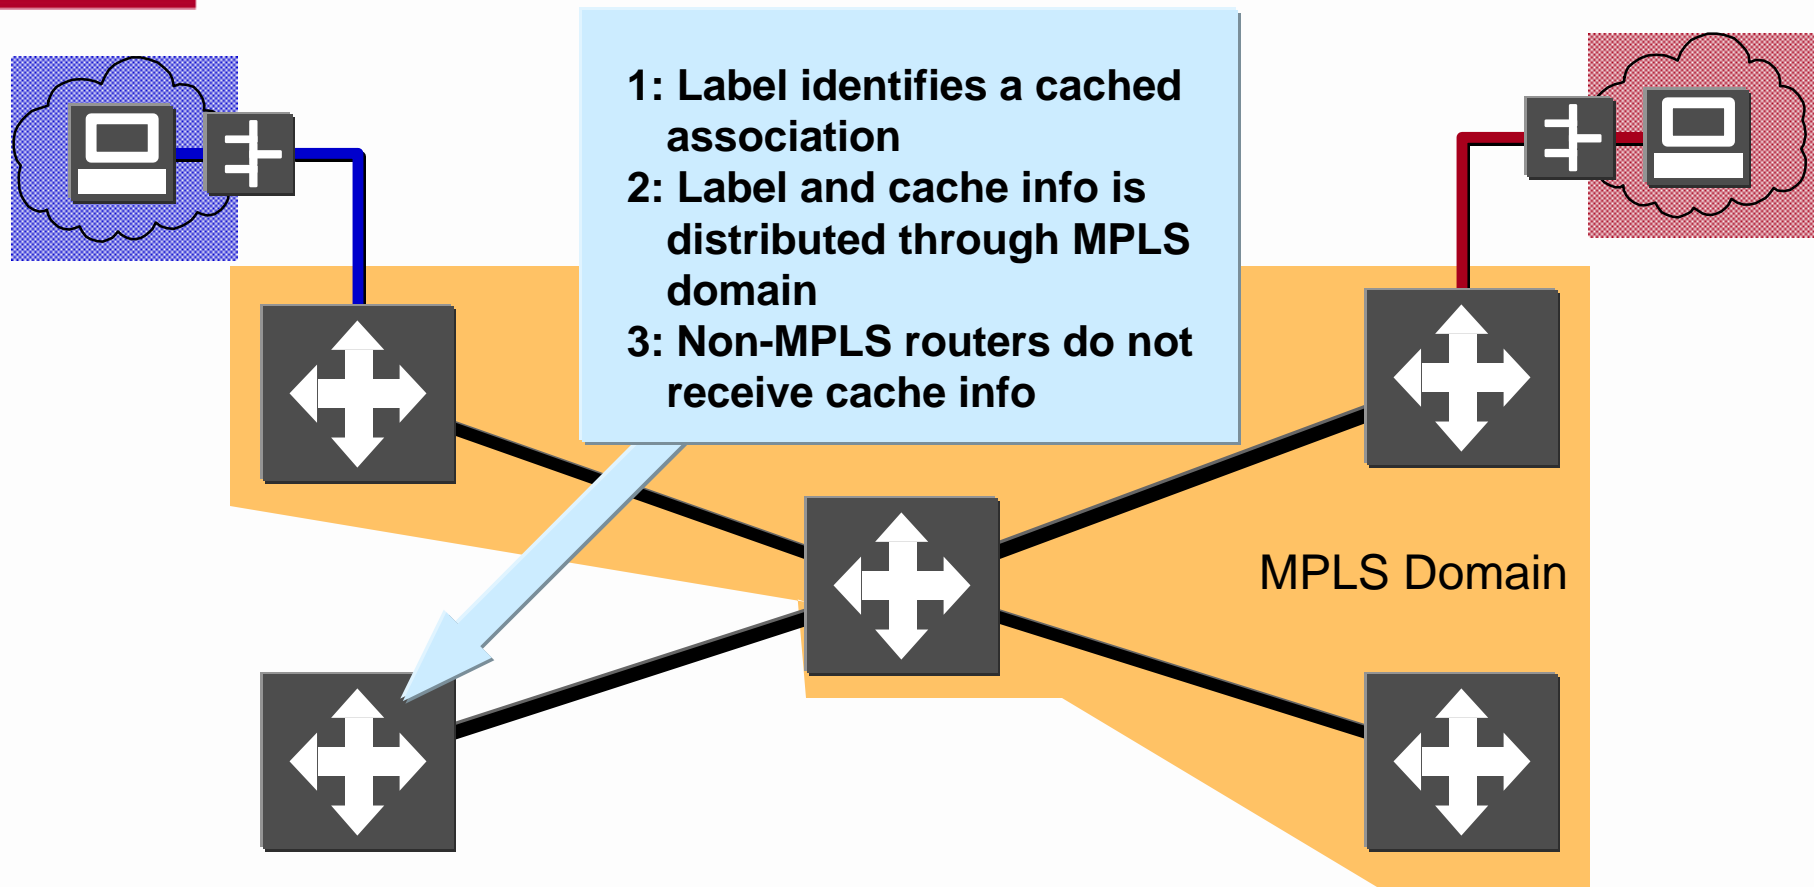 1: Label identifies a cached
association
2: Label and cache info is
distributed through MPLS
domain
3: Non-MPLS routers do not
receive cache info
MPLS Domain